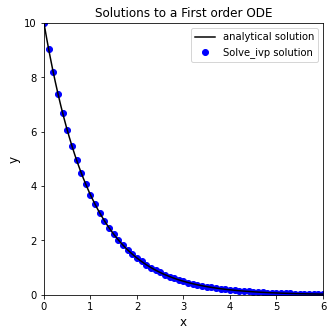 Solutions to a First order ODE
10
analytical solution
Solve_ivp solution
8
6
y
4
2
0
0 1 2 3 4 5 6
x